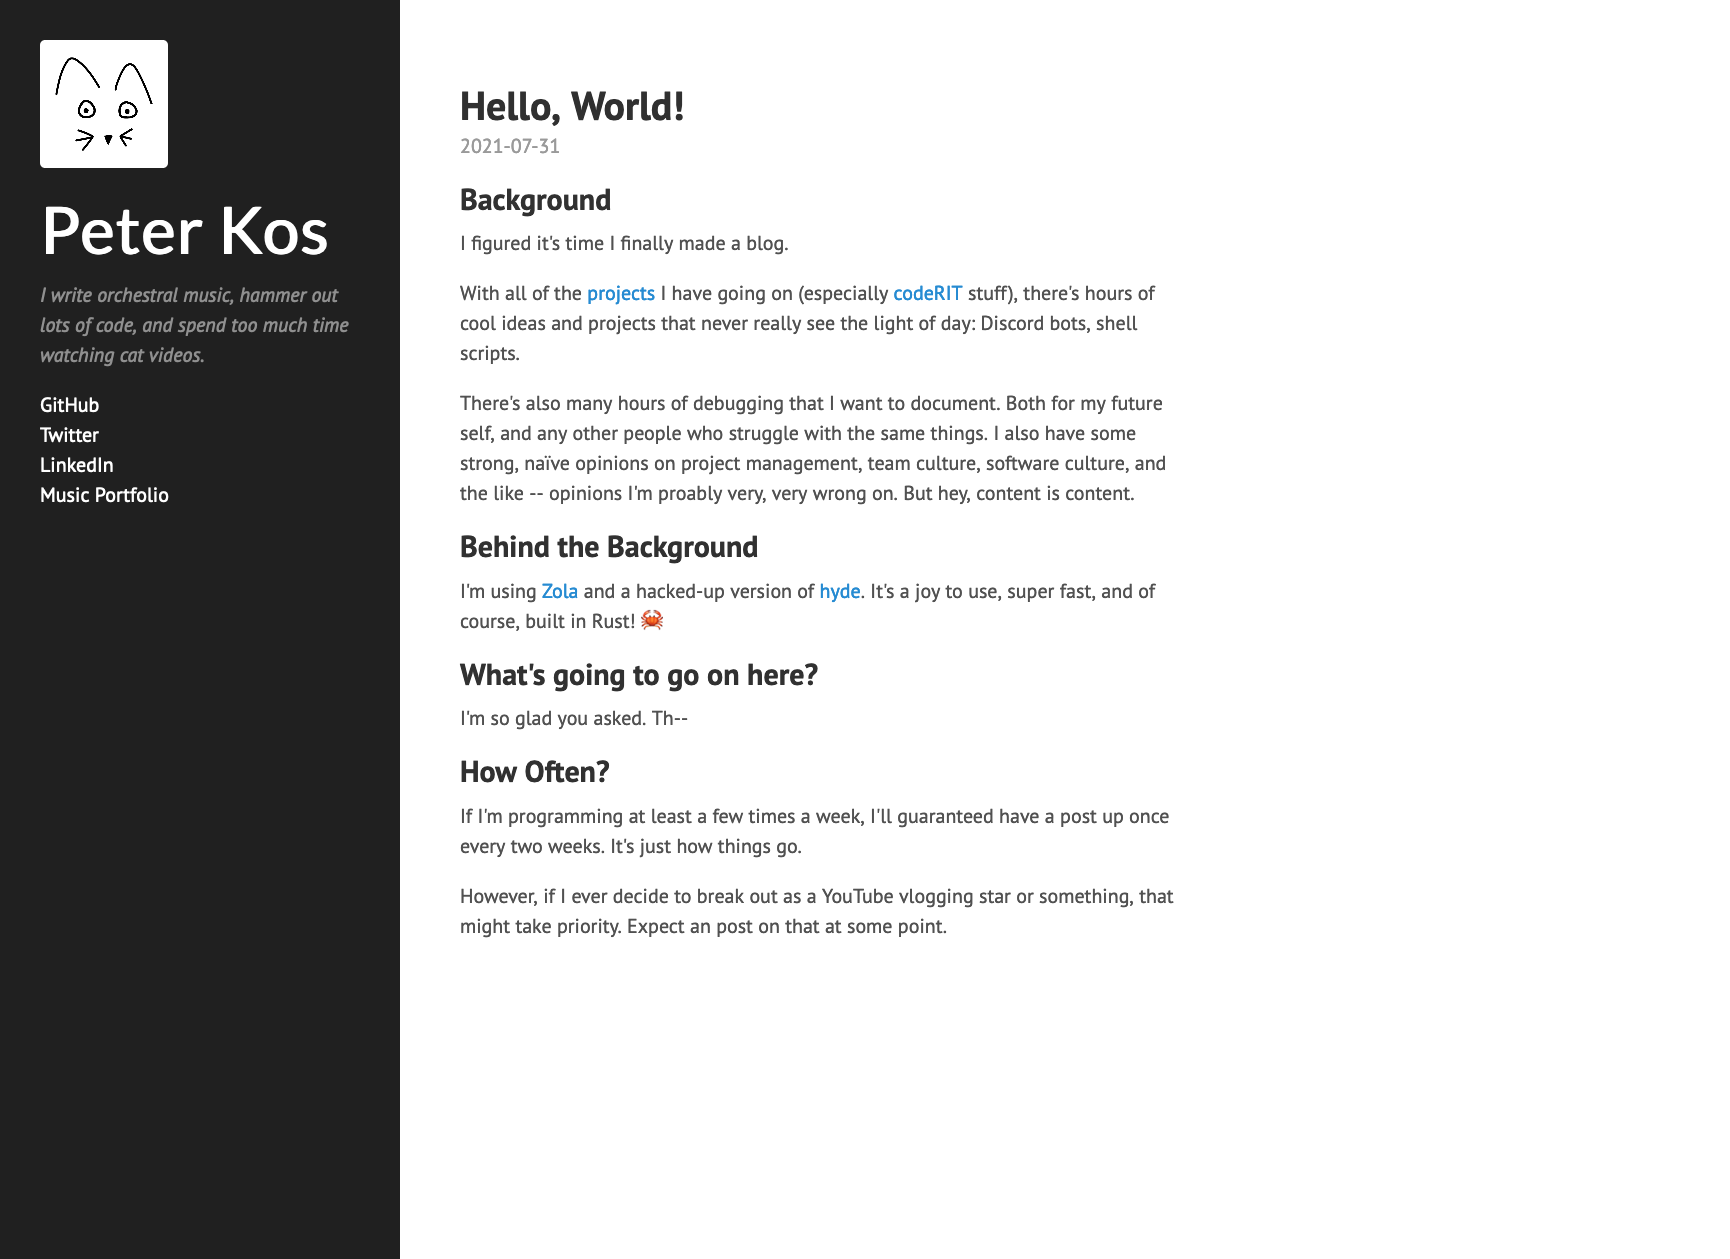 Peter Kos
I write orchestral music, hammer out
lots of code, and spend too much time
watching cat videos.
GitHub
Twitter
LinkedIn
Music Portfolio
Hello, World!
2021-07-31
Background
I figured it's time I finally made a blog.
With all of the projects I have going on (especially codeRIT stuff), there's hours of
cool ideas and projects that never really see the light of day: Discord bots, shell
scripts.
There's also many hours of debugging that I want to document. Both for my future
self, and any other people who struggle with the same things. I also have some
strong, naïve opinions on project management, team culture, software culture, and
the like -- opinions I'm proably very, very wrong on. But hey, content is content.
Behind the Background
I'm using Zola and a hacked-up version of hyde. It's a joy to use, super fast, and of
course, built in Rust! 🦀
What's going to go on here?
I'm so glad you asked. Th--
How Often?
If I'm programming at least a few times a week, I'll guaranteed have a post up once
every two weeks. It's just how things go.
However, if I ever decide to break out as a YouTube vlogging star or something, that
might take priority. Expect an post on that at some point.